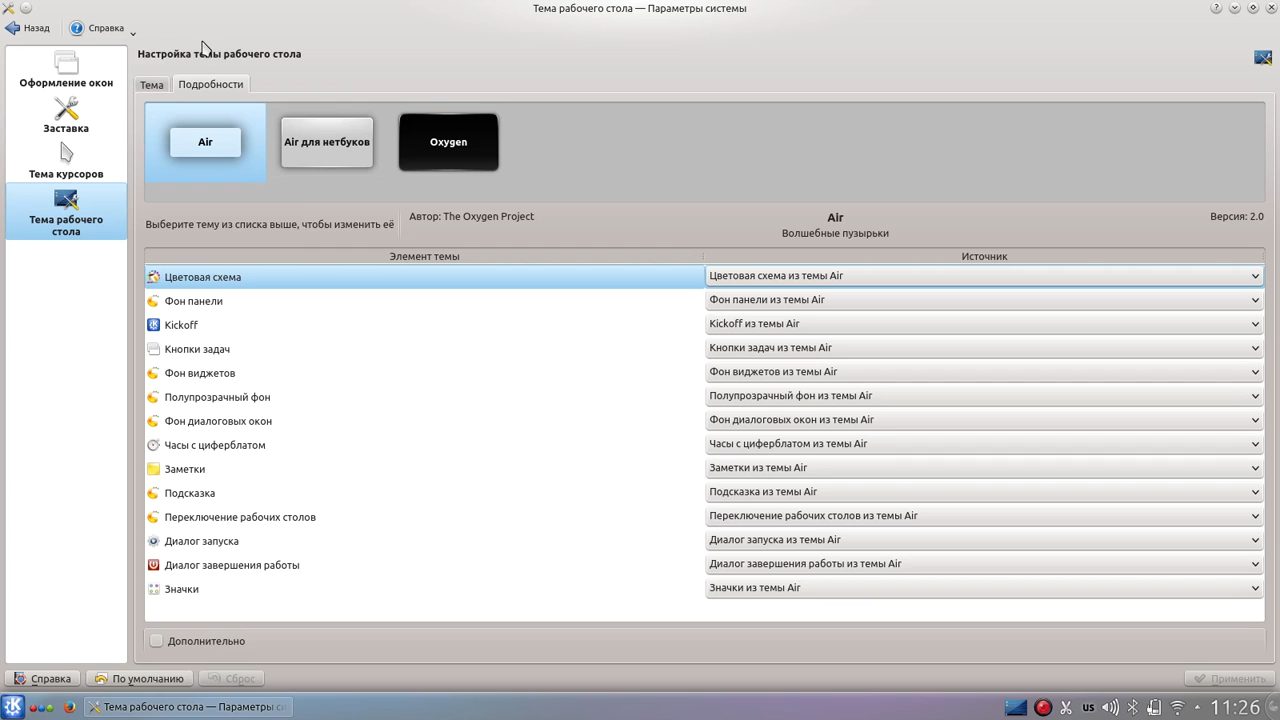 Тема рабочего стола — Параметры системы
Назад
Справка
Настройка темы рабочего стола
Оформление окон
Заставка
Тема курсоров
Тема рабочего
стола
Тема
Подробности
Air
Air для нетбуков
Oxygen
Выберите тему из списка выше, чтобы изменить её
Автор: The Oxygen Project
Air
Версия: 2.0
Волшебные пузырьки
Элемент темы
Источник
Цветовая схема
Цветовая схема из темы Air
Фон панели
Фон панели из темы Air
Kickoff
Kickoff из темы Air
Кнопки задач
Кнопки задач из темы Air
Фон виджетов
Фон виджетов из темы Air
Полупрозрачный фон
Полупрозрачный фон из темы Air
Фон диалоговых окон
Фон диалоговых окон из темы Air
Часы с циферблатом
Часы с циферблатом из темы Air
Заметки
Заметки из темы Air
Подсказка
Подсказка из темы Air
Переключение рабочих столов
Переключение рабочих столов из темы Air
Диалог запуска
Диалог запуска из темы Air
Диалог завершения работы
Диалог завершения работы из темы Air
Значки
Значки из темы Air
Дополнительно
Справка
По умолчанию
Сброс
Применить
Тема рабочего стола — Параметры си
us
11:26